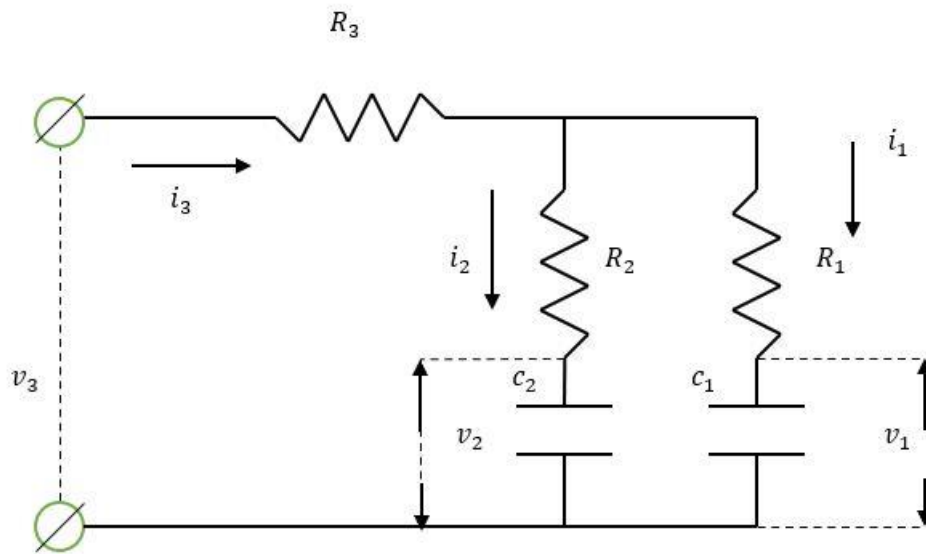 R₃
i₃
i₁
i₂
R₂
R₁
v₃
c₂
c₁
v₂
v₁